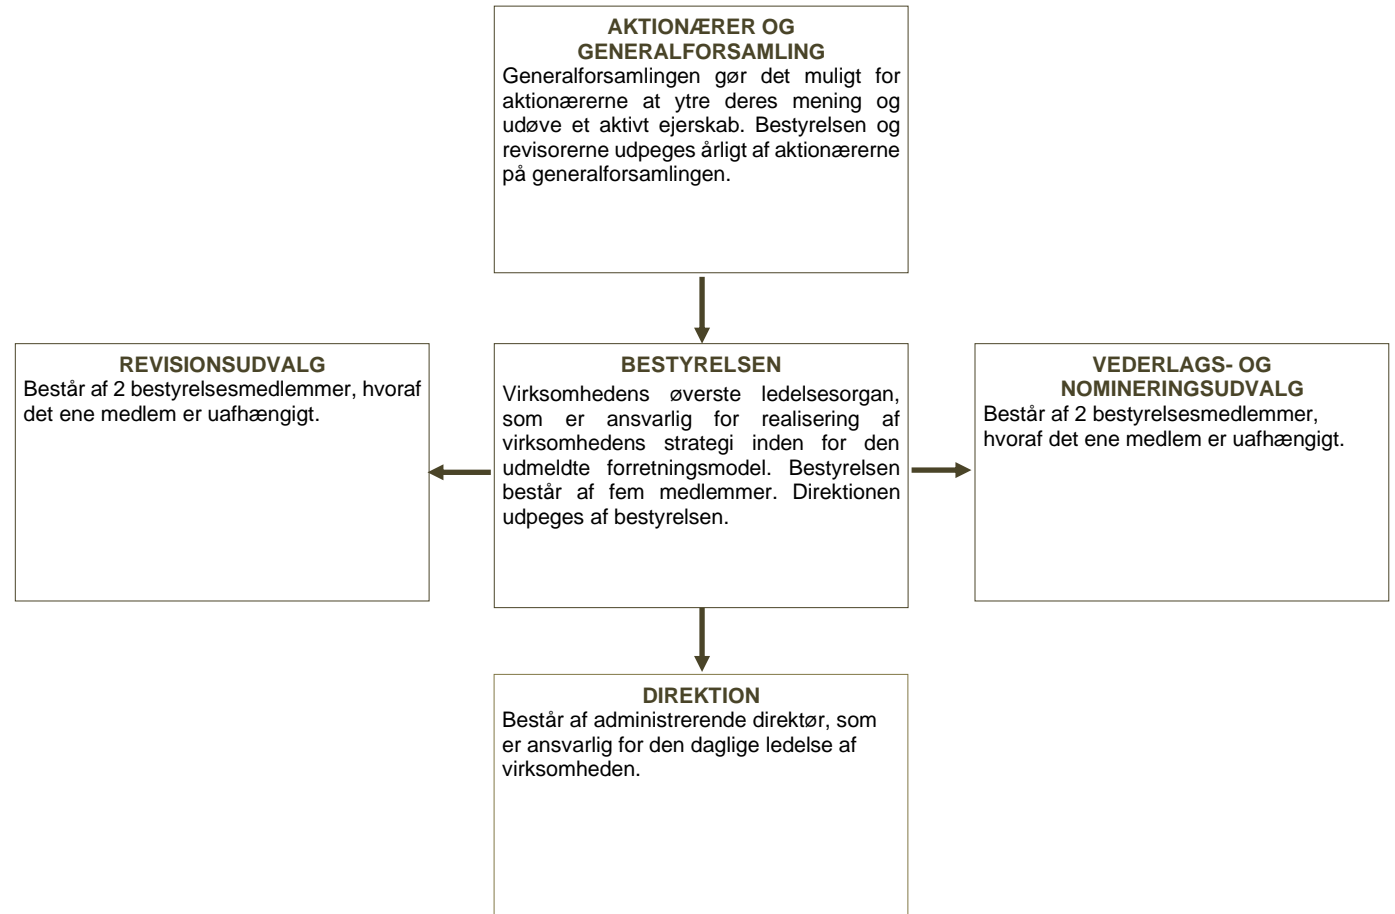 AKTIONÆRER OG
GENERALFORSAMLING
Generalforsamlingen gør det muligt for
aktionærerne at ytre deres mening og
udøve et aktivt ejerskab. Bestyrelsen og
revisorerne udpeges årligt af aktionærerne
på generalforsamlingen.
REVISIONSUDVALG
Består af 2 bestyrelsesmedlemmer, hvoraf
det ene medlem er uafhængigt.
BESTYRELSEN
Virksomhedens øverste ledelsesorgan,
som er ansvarlig for realisering af
virksomhedens strategi inden for den
udmeldte forretningsmodel. Bestyrelsen
består af fem medlemmer. Direktionen
udpeges af bestyrelsen.
VEDERLAGS- OG
NOMINERINGSUDVALG
Består af 2 bestyrelsesmedlemmer,
hvoraf det ene medlem er uafhængigt.
DIREKTION
Består af administrerende direktør, som
er ansvarlig for den daglige ledelse af
virksomheden.